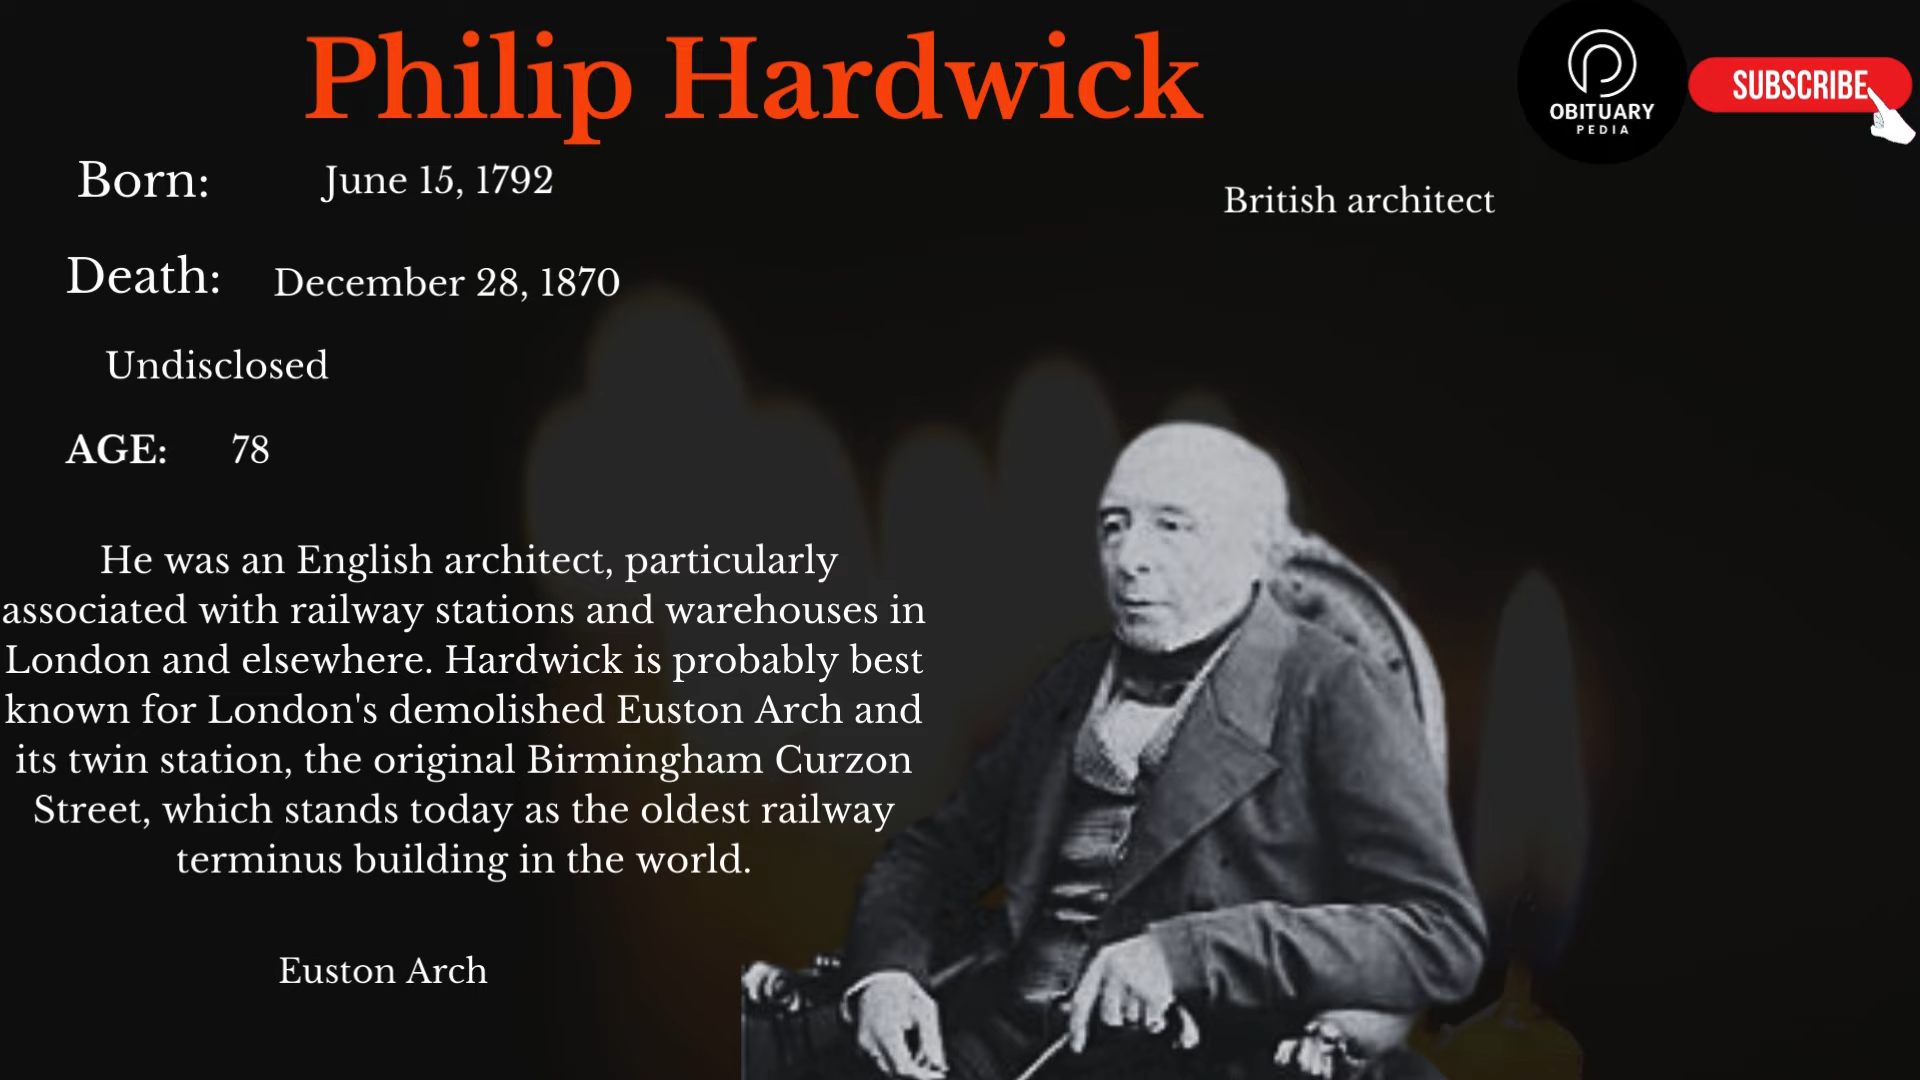 Philip Hardwick
OBITUARY
PEDIA
SUBSCRIBE
Born: June 15, 1792
British architect
Death: December 28, 1870
Undisclosed
AGE: 78
He was an English architect, particularly
associated with railway stations and warehouses in
London and elsewhere. Hardwick is probably best
known for London's demolished Euston Arch and
its twin station, the original Birmingham Curzon
Street, which stands today as the oldest railway
terminus building in the world.
Euston Arch